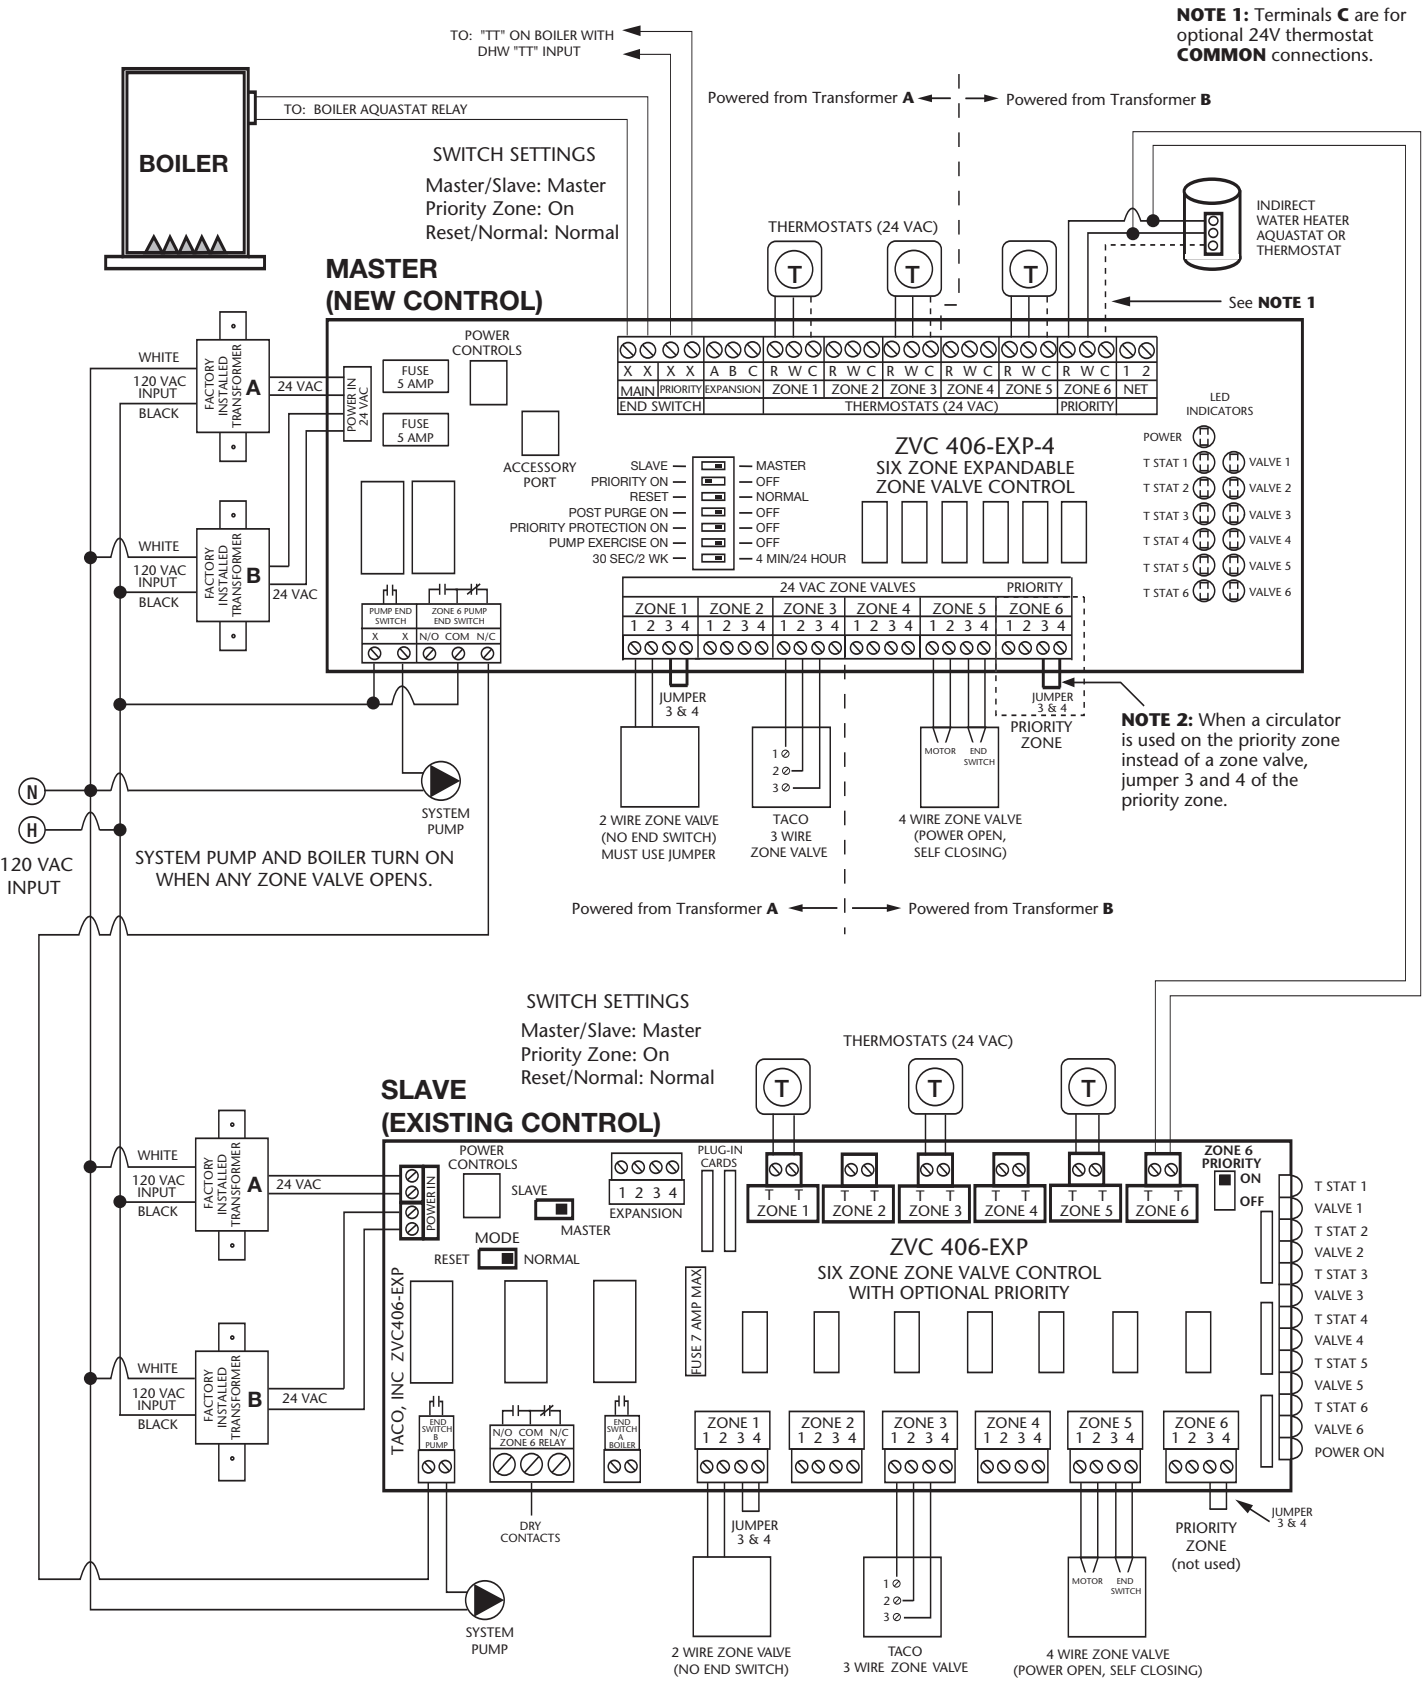 NOTE 1: Terminals C are for
optional 24V thermostat
COMMON connections.
TO: "TT" ON BOILER WITH
DHW "TT" INPUT
Powered from Transformer A
Powered from Transformer B
TO: BOILER AQUASTAT RELAY
BOILER
SWITCH SETTINGS
Master/Slave: Master
Priority Zone: On
Reset/Normal: Normal
THERMOSTATS (24 VAC)
T T T
INDIRECT
WATER HEATER
AQUASTAT OR
THERMOSTAT
See NOTE 1
MASTER
(NEW CONTROL)
WHITE
120 VAC
INPUT
BLACK
FACTORY
INSTALLED
TRANSFORMER
A
24 VAC
POWER IN
24 VAC
FUSE
5 AMP
FUSE
5 AMP
POWER
CONTROLS
ACCESSORY
PORT
X X X X A B C R W C R W C R W C R W C R W C R W C 1 2
MAIN PRIORITY EXPANSION ZONE 1 ZONE 2 ZONE 3 ZONE 4 ZONE 5 ZONE 6 NET
END SWITCH THERMOSTATS (24 VAC) PRIORITY
ZVC 406-EXP-4
SIX ZONE EXPANDABLE
ZONE VALVE CONTROL
SLAVE MASTER
PRIORITY ON OFF
RESET NORMAL
POST PURGE ON OFF
PRIORITY PROTECTION ON OFF
PUMP EXERCISE ON OFF
30 SEC/2 WK 4 MIN/24 HOUR
LED
INDICATORS
POWER
T STAT 1 VALVE 1
T STAT 2 VALVE 2
T STAT 3 VALVE 3
T STAT 4 VALVE 4
T STAT 5 VALVE 5
T STAT 6 VALVE 6
WHITE
120 VAC
INPUT
BLACK
FACTORY
INSTALLED
TRANSFORMER
B
24 VAC
PUMP END
SWITCH
X X
ZONE 6 PUMP
END SWITCH
N/O COM N/C
24 VAC ZONE VALVES PRIORITY
ZONE 1 ZONE 2 ZONE 3 ZONE 4 ZONE 5 ZONE 6
1 2 3 4 1 2 3 4 1 2 3 4 1 2 3 4 1 2 3 4 1 2 3 4
JUMPER
3 & 4
JUMPER
3 & 4
PRIORITY
ZONE
1
2
3
MOTOR
END
SWITCH
NOTE 2: When a circulator
is used on the priority zone
instead of a zone valve,
jumper 3 and 4 of the
priority zone.
2 WIRE ZONE VALVE
(NO END SWITCH)
MUST USE JUMPER
TACO
3 WIRE
ZONE VALVE
4 WIRE ZONE VALVE
(POWER OPEN,
SELF CLOSING)
N
H
120 VAC
INPUT
SYSTEM
PUMP
SYSTEM PUMP AND BOILER TURN ON
WHEN ANY ZONE VALVE OPENS.
Powered from Transformer A
Powered from Transformer B
SWITCH SETTINGS
Master/Slave: Master
Priority Zone: On
Reset/Normal: Normal
THERMOSTATS (24 VAC)
T T T
SLAVE
(EXISTING CONTROL)
WHITE
120 VAC
INPUT
BLACK
FACTORY
INSTALLED
TRANSFORMER
A
24 VAC
POWER IN
POWER
CONTROLS
SLAVE
MASTER
MODE
RESET NORMAL
1 2 3 4
EXPANSION
PLUG-IN
CARDS
T T T T T T T T T T T T
ZONE 1 ZONE 2 ZONE 3 ZONE 4 ZONE 5 ZONE 6
ZONE 6
PRIORITY
ON
OFF
ZVC 406-EXP
SIX ZONE ZONE VALVE CONTROL
WITH OPTIONAL PRIORITY
TACO, INC ZVC406-EXP
FUSE 7 AMP MAX
T STAT 1
VALVE 1
T STAT 2
VALVE 2
T STAT 3
VALVE 3
T STAT 4
VALVE 4
T STAT 5
VALVE 5
T STAT 6
VALVE 6
POWER ON
WHITE
120 VAC
INPUT
BLACK
FACTORY
INSTALLED
TRANSFORMER
B
24 VAC
END
SWITCH
B
PUMP
N/O COM N/C
ZONE 6 RELAY
END
SWITCH
A
BOILER
ZONE 1 ZONE 2 ZONE 3 ZONE 4 ZONE 5 ZONE 6
1 2 3 4 1 2 3 4 1 2 3 4 1 2 3 4 1 2 3 4 1 2 3 4
DRY
CONTACTS
JUMPER
3 & 4
PRIORITY
ZONE
(not used)
JUMPER
3 & 4
1
2
3
MOTOR
END
SWITCH
SYSTEM
PUMP
2 WIRE ZONE VALVE
(NO END SWITCH)
TACO
3 WIRE ZONE VALVE
4 WIRE ZONE VALVE
(POWER OPEN, SELF CLOSING)